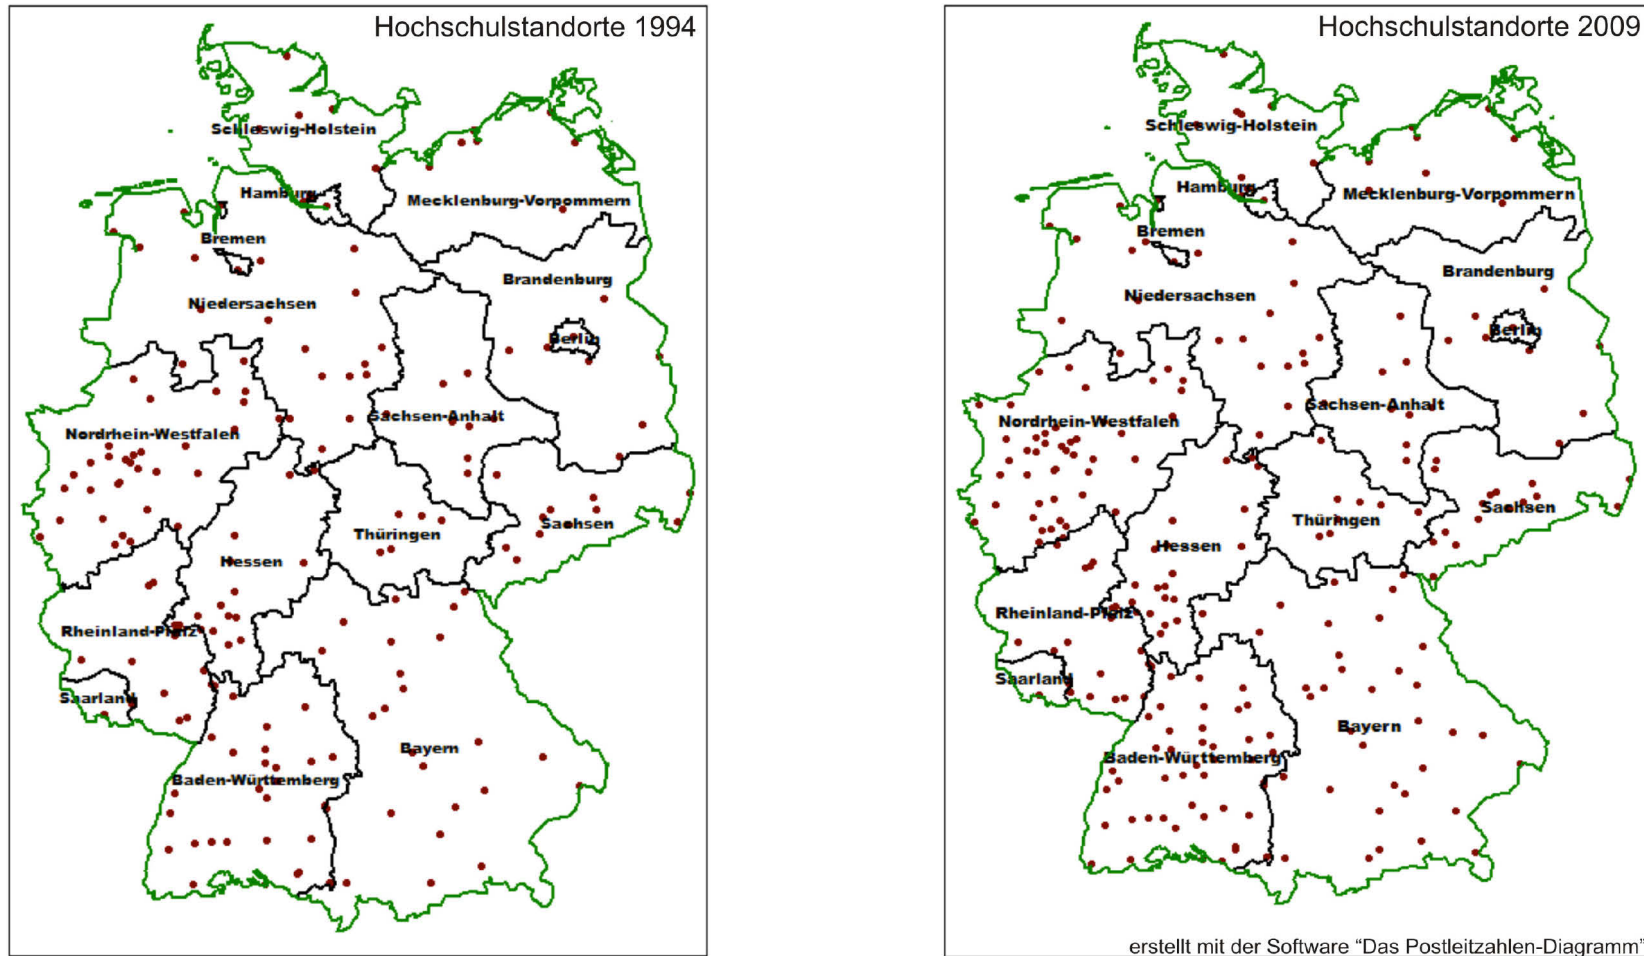 Hochschulstandorte 1994
Schleswig-Holstein
Hamburg
Mecklenburg-Vorpommern
Bremen
Brandenburg
Niedersachsen
Berlin
Sachsen-Anhalt
Nordrhein-Westfalen
Sachsen
Thüringen
Hessen
Rheinland-Pfalz
Saarland
Bayern
Baden-Württemberg
Hochschulstandorte 2009
Schleswig-Holstein
Hamburg
Mecklenburg-Vorpommern
Bremen
Brandenburg
Niedersachsen
Berlin
Sachsen-Anhalt
Nordrhein-Westfalen
Sachsen
Thüringen
Hessen
Rheinland-Pfalz
Saarland
Bayern
Baden-Württemberg
erstellt mit der Software “Das Postleitzahlen-Diagramm”